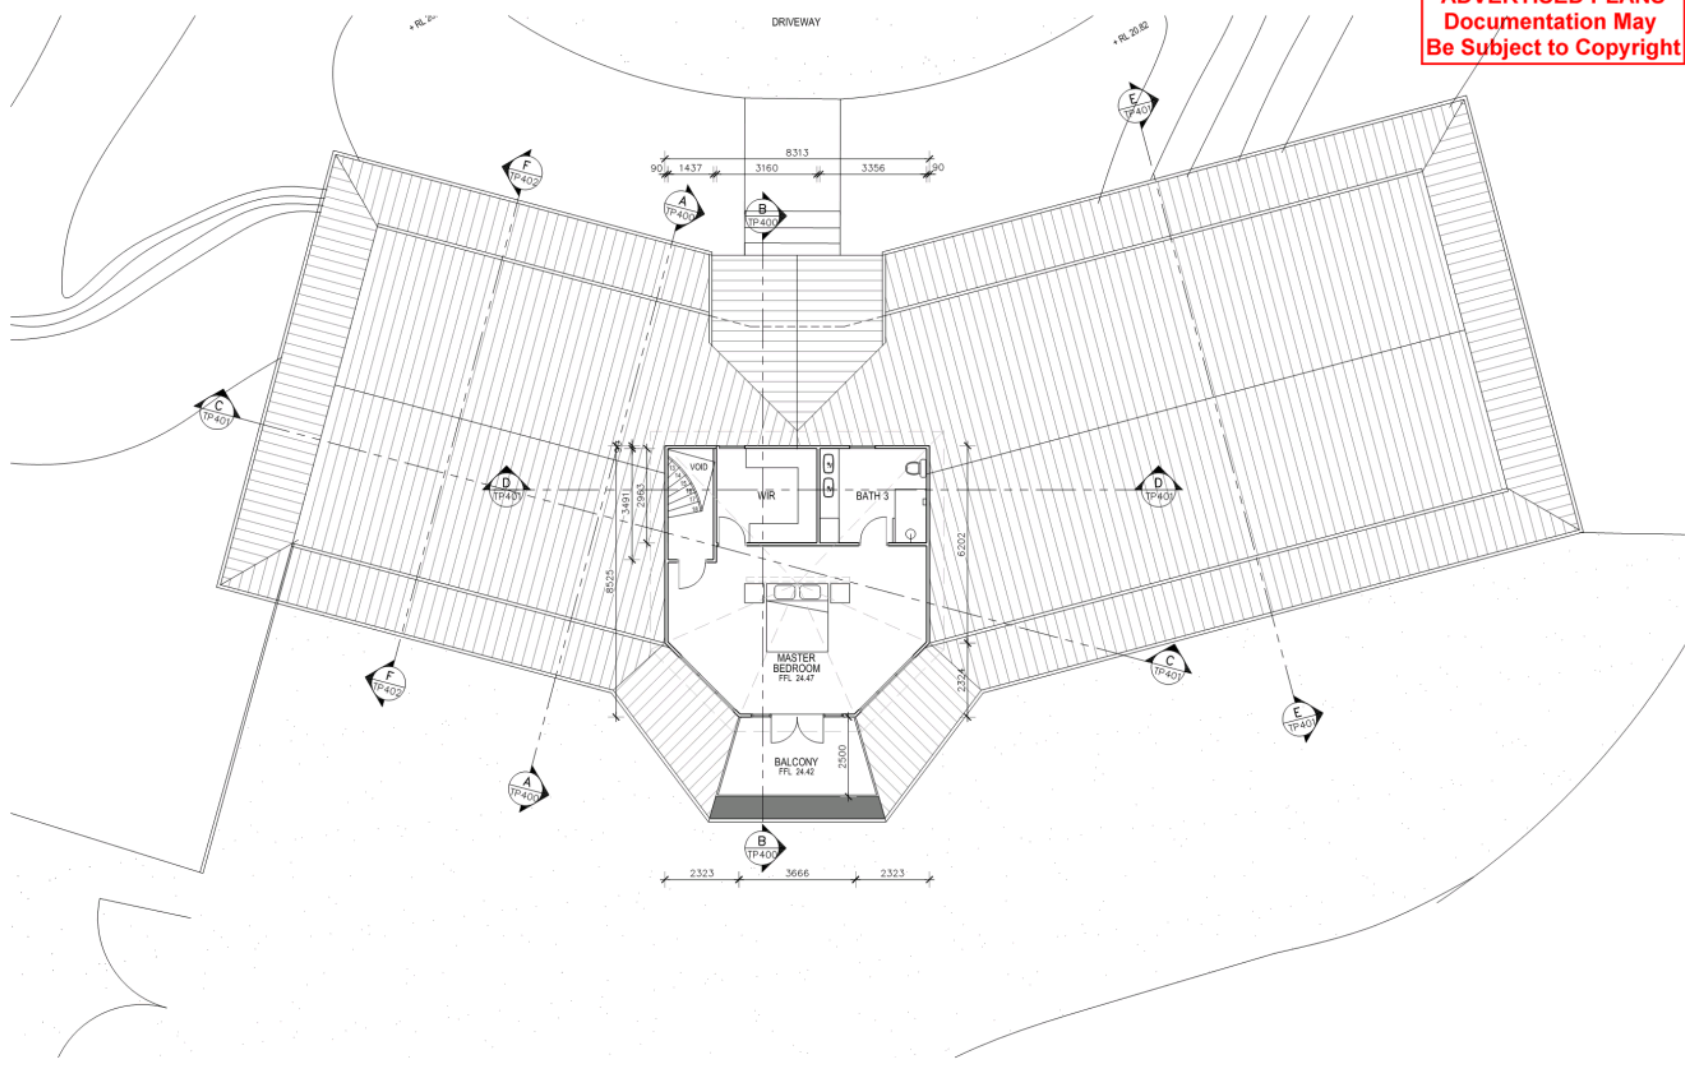 ADVERTISED PLANS
Documentation May
Be Subject to Copyright
DRIVEWAY
+ RL 20.82
E
TP401
8313
90
1437
3160
3356
90
F
TP402
A
TP400
B
TP400
C
TP401
D
TP401
VOID
WIR
BATH 3
D
TP401
3491
2963
8525
6202
2324
MASTER
BEDROOM
FFL 24.47
F
TP402
C
TP401
E
TP401
BALCONY
FFL 24.42
2500
A
TP400
B
TP400
2323
3666
2323